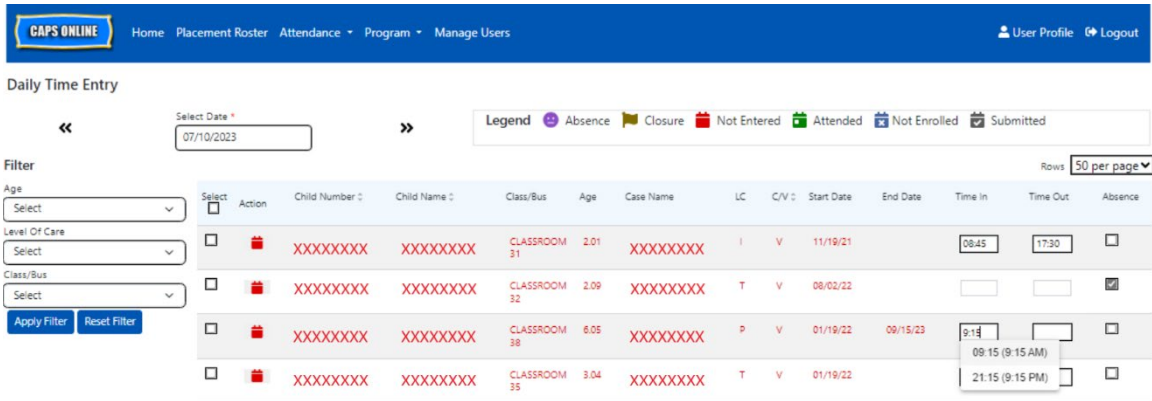 CAPS ONLINE Home Placement Roster Attendance Program Manage Users User Profile Logout
Daily Time Entry
Select Date *
07/10/2023
Legend Absence Closure Not Entered Attended Not Enrolled Submitted
Filter
Rows 50 per page
Age
Select
Level Of Care
Select
Class/Bus
Select
Apply Filter Reset Filter
Select Action Child Number Child Name Class/Bus Age Case Name LC C/V Start Date End Date Time In Time Out Absence
XXXXXXXX XXXXXXXX CLASSROOM 2.01 XXXXXXXX I V 11/19/21 08:45 17:30
31
XXXXXXXX XXXXXXXX CLASSROOM 2.09 XXXXXXXX T V 08/02/22
32
XXXXXXXX XXXXXXXX CLASSROOM 6.05 XXXXXXXX P V 01/19/22 09/15/23 9:15
38
09:15 (9:15 AM)
21:15 (9:15 PM)
XXXXXXXX XXXXXXXX CLASSROOM 3.04 XXXXXXXX T V 01/19/22
35